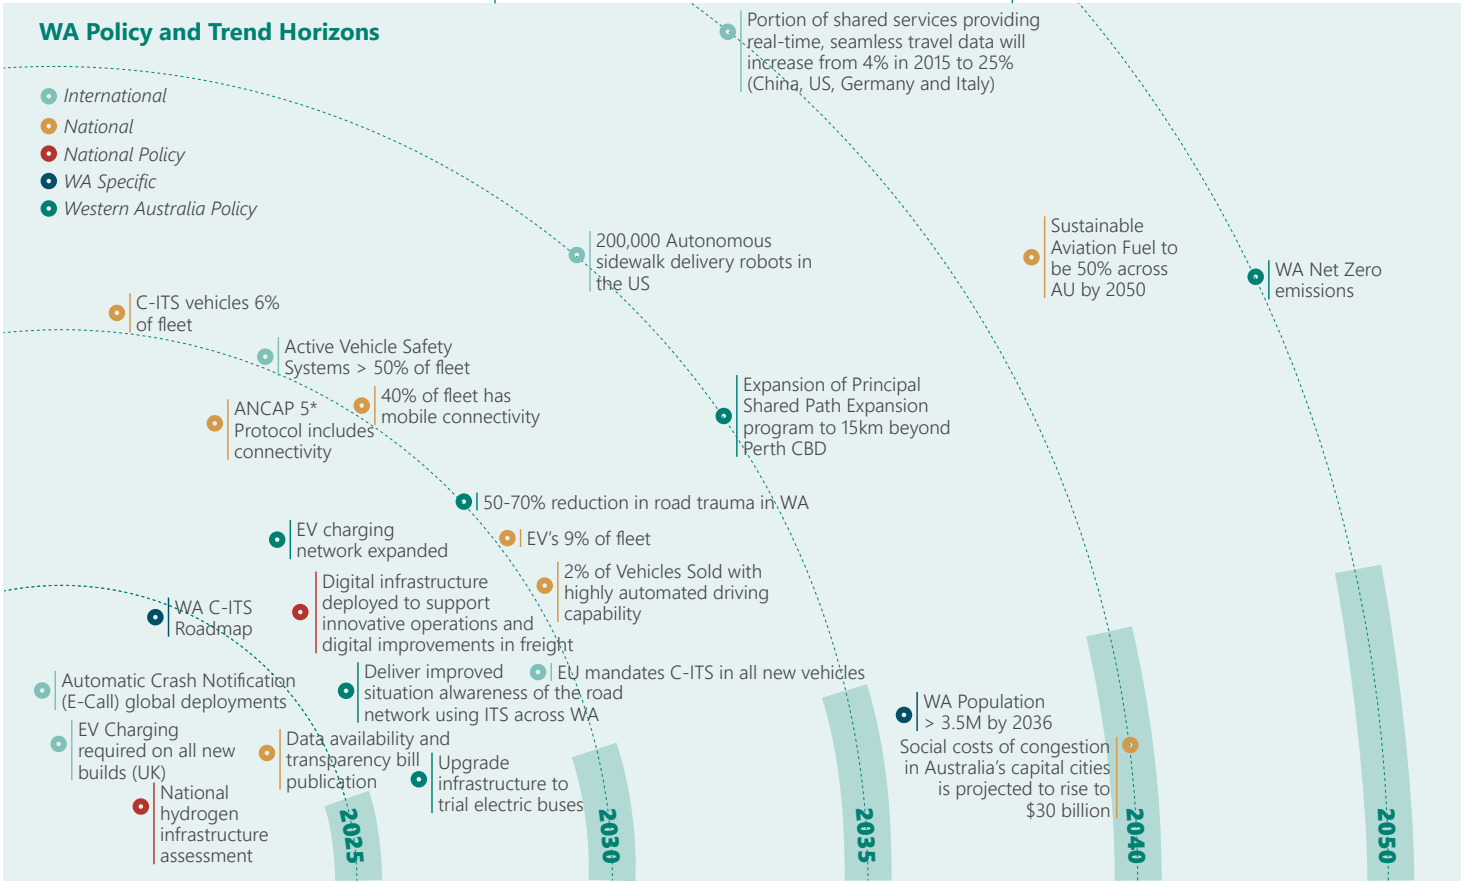 WA Policy and Trend Horizons
International
National
National Policy
WA Specific
Western Australia Policy
Portion of shared services providing
real-time, seamless travel data will
increase from 4% in 2015 to 25%
(China, US, Germany and Italy)
200,000 Autonomous
sidewalk delivery robots in
the US
Sustainable
Aviation Fuel to
be 50% across
AU by 2050
WA Net Zero
emissions
C-ITS vehicles 6%
of fleet
Active Vehicle Safety
Systems > 50% of fleet
40% of fleet has
mobile connectivity
ANCAP 5*
Protocol includes
connectivity
Expansion of Principal
Shared Path Expansion
program to 15km beyond
Perth CBD
50-70% reduction in road trauma in WA
EV charging
network expanded
EV's 9% of fleet
2% of Vehicles Sold with
highly automated driving
capability
Digital infrastructure
deployed to support
innovative operations and
digital improvements in freight
WA C-ITS
Roadmap
EU mandates C-ITS in all new vehicles
Deliver improved
situation alwareness of the road
network using ITS across WA
Automatic Crash Notification
(E-Call) global deployments
EV Charging
required on all new
builds (UK)
Data availability and
transparency bill
publication
Upgrade
infrastructure to
trial electric buses
National
hydrogen
infrastructure
assessment
WA Population
> 3.5M by 2036
Social costs of congestion
in Australia's capital cities
is projected to rise to
$30 billion
2025
2030
2035
2040
2050